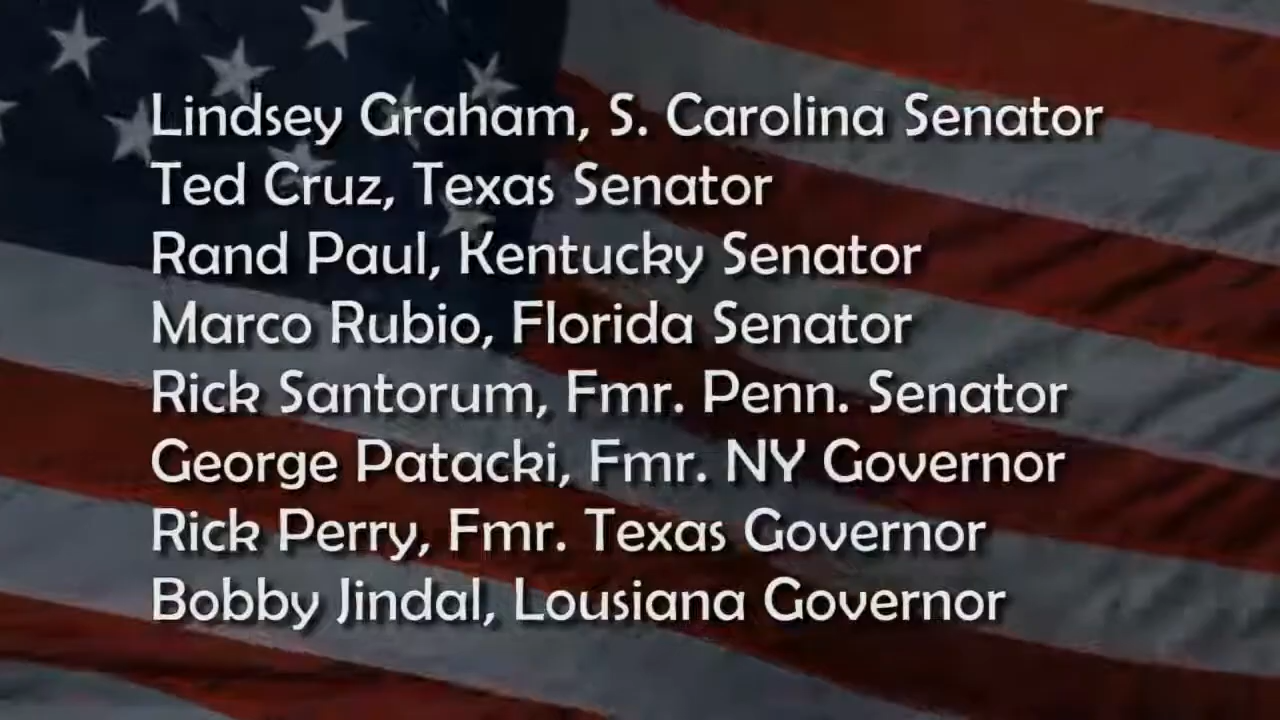 Lindsey Graham, S. Carolina Senator
Ted Cruz, Texas Senator
Rand Paul, Kentucky Senator
Marco Rubio, Florida Senator
Rick Santorum, Fmr. Penn. Senator
George Patacki, Fmr. NY Governor
Rick Perry, Fmr. Texas Governor
Bobby Jindal, Lousiana Governor